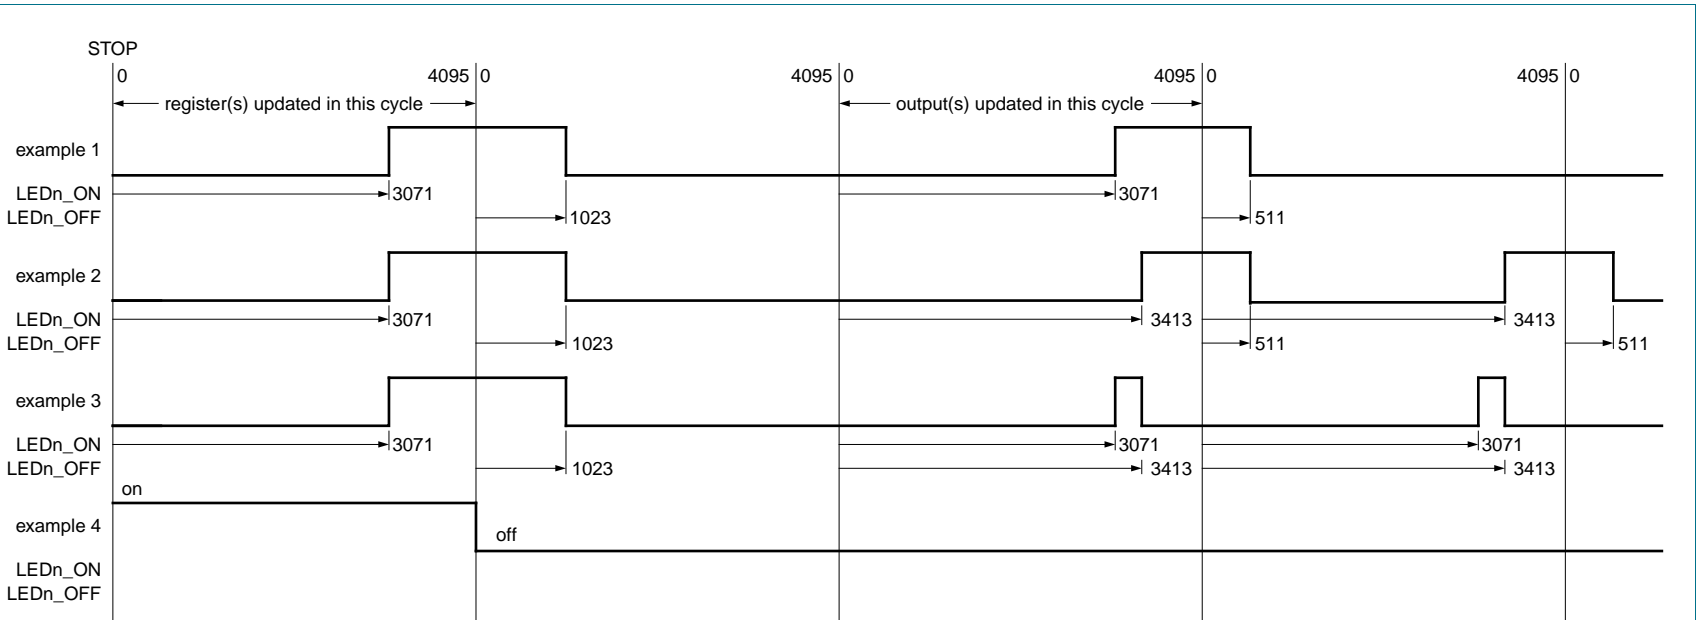 STOP
0 4095 0 4095 0 4095 0 4095 0
register(s) updated in this cycle output(s) updated in this cycle
example 1
LEDn_ON 3071 3071
LEDn_OFF 1023 511
example 2
LEDn_ON 3071 3413 3413
LEDn_OFF 1023 511 511
example 3
LEDn_ON 3071 3071 3071
LEDn_OFF 1023 3413 3413
on
example 4 off
LEDn_ON
LEDn_OFF